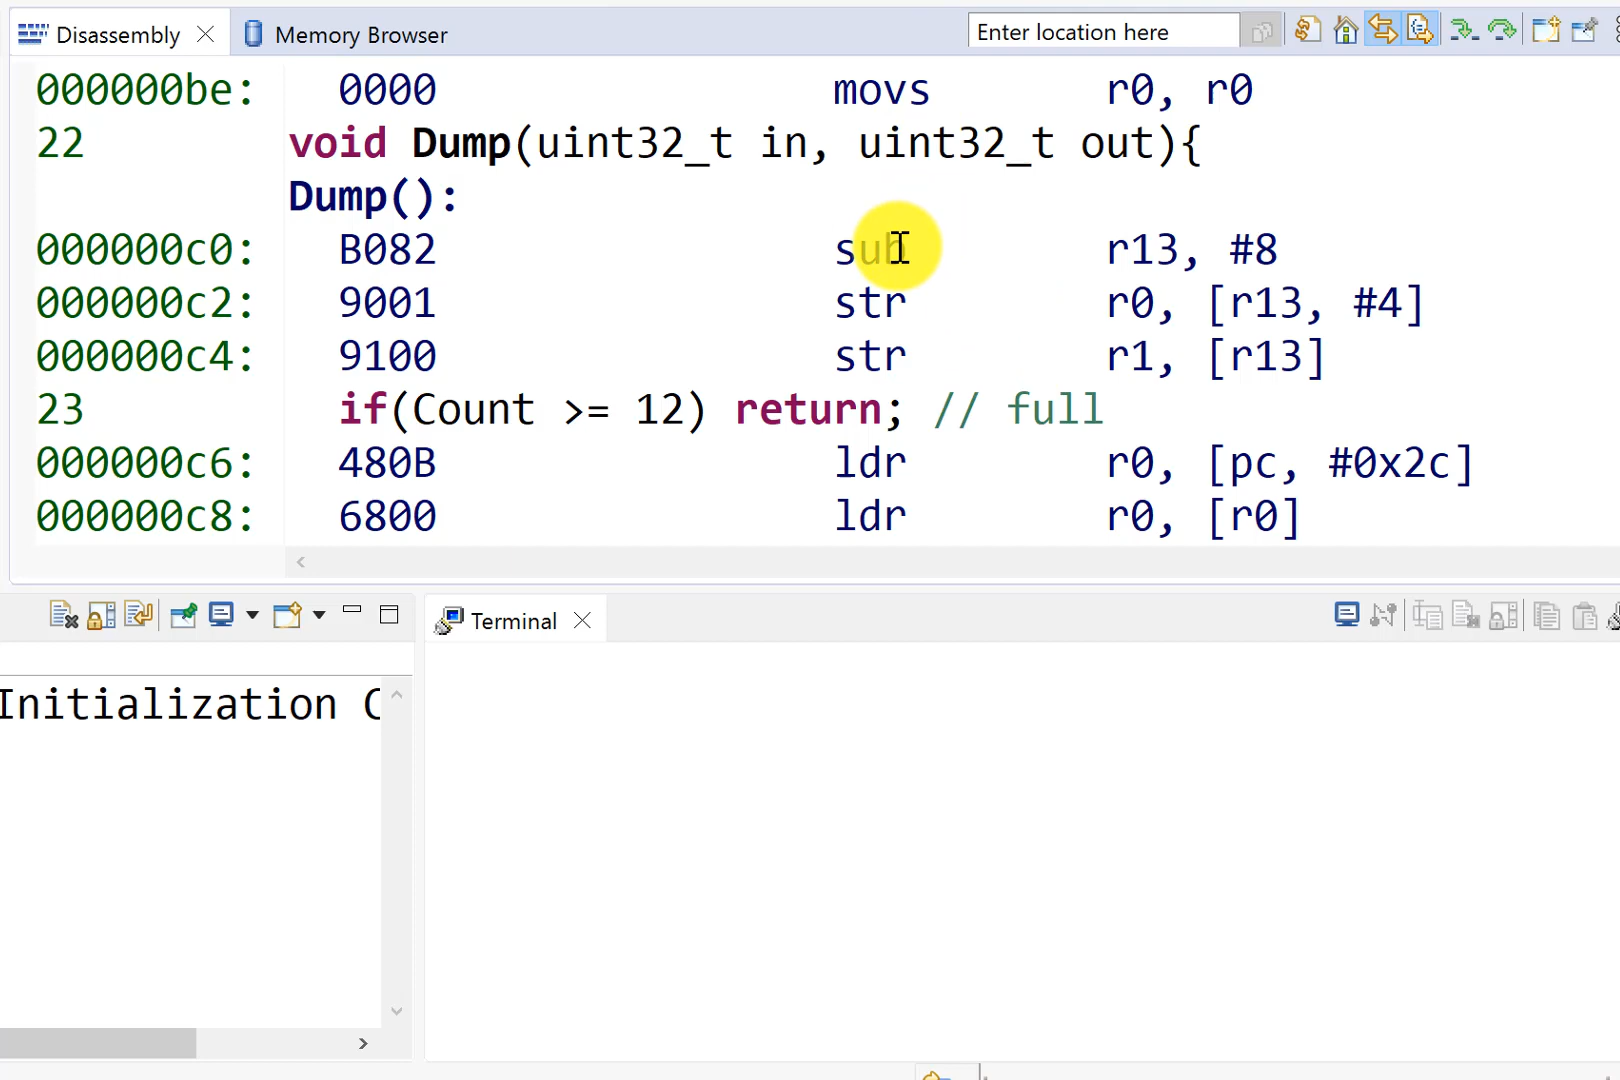 Disassembly
Memory Browser
Enter location here
000000be: 0000 movs r0, r0
22 void Dump(uint32_t in, uint32_t out){
Dump():
000000c0: B082 sub r13, #8
000000c2: 9001 str r0, [r13, #4]
000000c4: 9100 str r1, [r13]
23 if(Count >= 12) return; // full
000000c6: 480B ldr r0, [pc, #0x2c]
000000c8: 6800 ldr r0, [r0]
Terminal
Initialization C